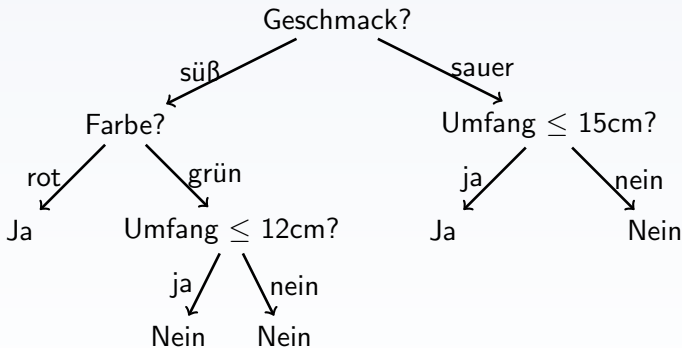 Geschmack?
süß
sauer
Farbe?
Umfang ≤ 15cm?
rot
grün
ja
nein
Ja
Umfang ≤ 12cm?
Ja
Nein
ja
nein
Nein
Nein